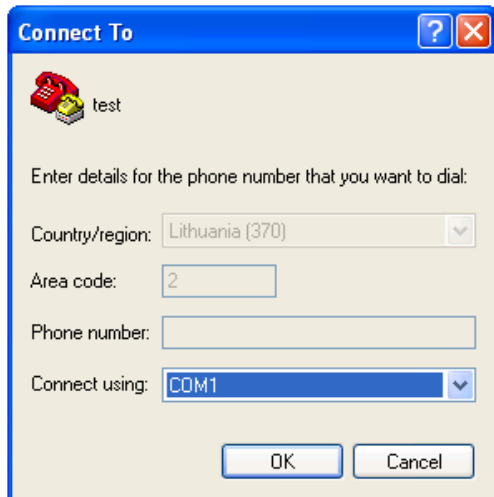 Connect To
test
Enter details for the phone number that you want to dial:
Country/region: Lithuania (370)
Area code: 2
Phone number:
Connect using: COM1
OK Cancel